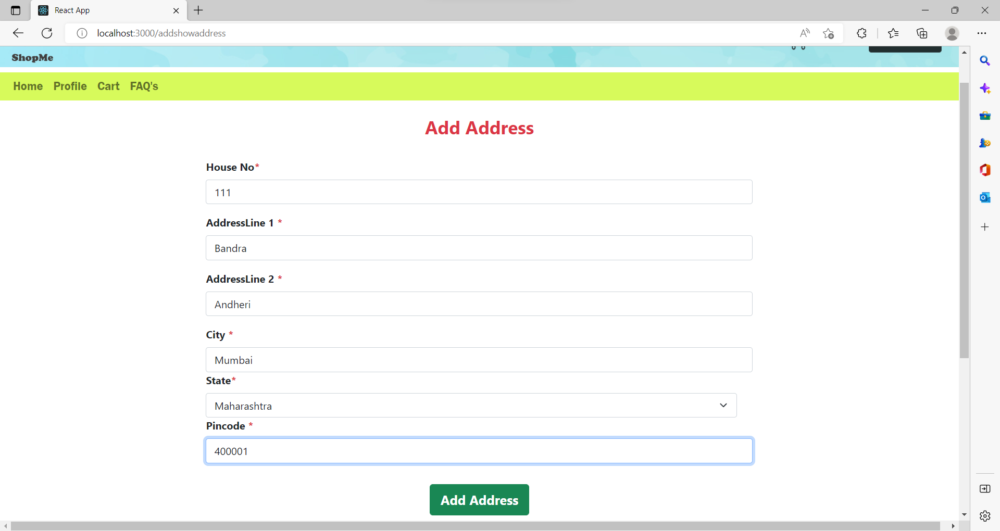 React App
localhost:3000/addshowaddress
ShopMe
Home Profile Cart FAQ's
Add Address
House No*
111
AddressLine 1 *
Bandra
AddressLine 2 *
Andheri
City *
Mumbai
State*
Maharashtra
Pincode *
400001
Add Address